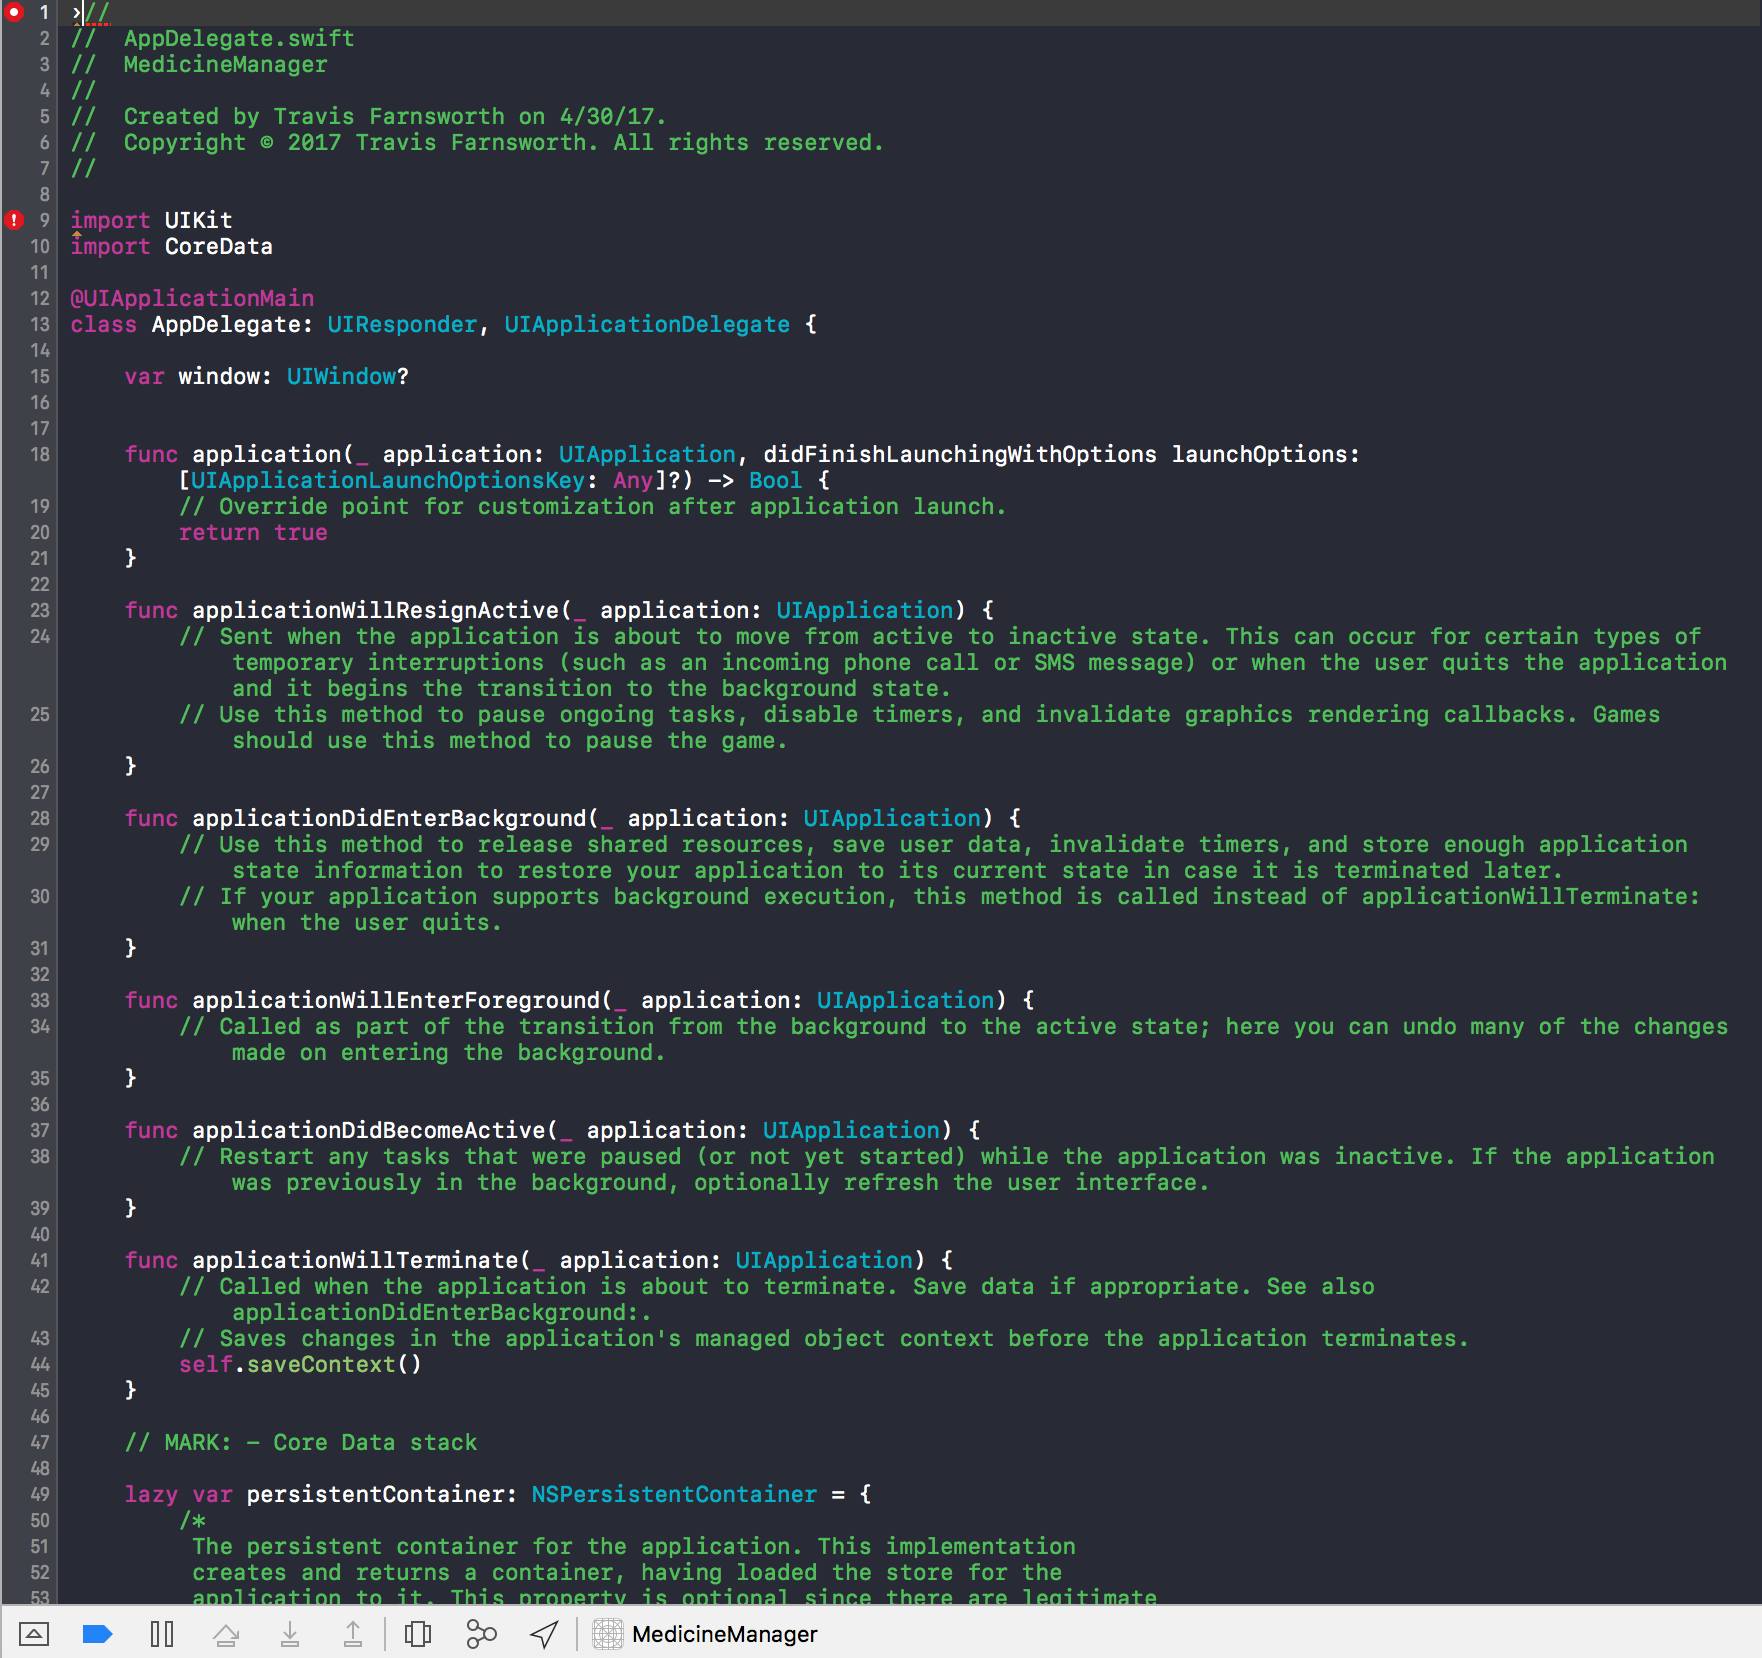 1 ›//
2 //  AppDelegate.swift
3 //  MedicineManager
4 //
5 //  Created by Travis Farnsworth on 4/30/17.
6 //  Copyright © 2017 Travis Farnsworth. All rights reserved.
7 //
8
9 import UIKit
10 import CoreData
11
12 @UIApplicationMain
13 class AppDelegate: UIResponder, UIApplicationDelegate {
14
15     var window: UIWindow?
16
17
18     func application(_ application: UIApplication, didFinishLaunchingWithOptions launchOptions:
[UIApplicationLaunchOptionsKey: Any]?) -> Bool {
19         // Override point for customization after application launch.
20         return true
21     }
22
23     func applicationWillResignActive(_ application: UIApplication) {
24         // Sent when the application is about to move from active to inactive state. This can occur for certain types of
temporary interruptions (such as an incoming phone call or SMS message) or when the user quits the application
and it begins the transition to the background state.
25         // Use this method to pause ongoing tasks, disable timers, and invalidate graphics rendering callbacks. Games
should use this method to pause the game.
26     }
27
28     func applicationDidEnterBackground(_ application: UIApplication) {
29         // Use this method to release shared resources, save user data, invalidate timers, and store enough application
state information to restore your application to its current state in case it is terminated later.
30         // If your application supports background execution, this method is called instead of applicationWillTerminate:
when the user quits.
31     }
32
33     func applicationWillEnterForeground(_ application: UIApplication) {
34         // Called as part of the transition from the background to the active state; here you can undo many of the changes
made on entering the background.
35     }
36
37     func applicationDidBecomeActive(_ application: UIApplication) {
38         // Restart any tasks that were paused (or not yet started) while the application was inactive. If the application
was previously in the background, optionally refresh the user interface.
39     }
40
41     func applicationWillTerminate(_ application: UIApplication) {
42         // Called when the application is about to terminate. Save data if appropriate. See also
applicationDidEnterBackground:.
43         // Saves changes in the application's managed object context before the application terminates.
44         self.saveContext()
45     }
46
47     // MARK: - Core Data stack
48
49     lazy var persistentContainer: NSPersistentContainer = {
50         /*
51          The persistent container for the application. This implementation
52          creates and returns a container, having loaded the store for the
53          application to it. This property is optional since there are legitimate
MedicineManager